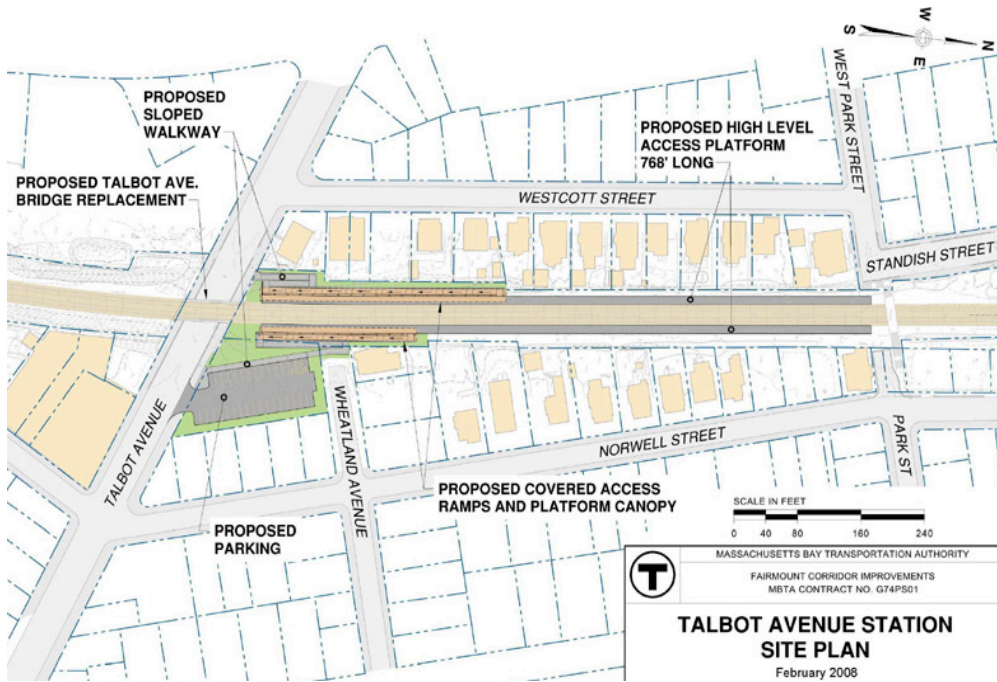 W
S
N
E
PROPOSED
SLOPED
WALKWAY
PROPOSED TALBOT AVE.
BRIDGE REPLACEMENT
PROPOSED HIGH LEVEL
ACCESS PLATFORM
768' LONG
WEST PARK STREET
WESTCOTT STREET
STANDISH STREET
TALBOT AVENUE
WHEATLAND AVENUE
NORWELL STREET
PARK ST
PROPOSED COVERED ACCESS
RAMPS AND PLATFORM CANOPY
PROPOSED
PARKING
SCALE IN FEET
0 40 80 160 240
T
MASSACHUSETTS BAY TRANSPORTATION AUTHORITY
FAIRMOUNT CORRIDOR IMPROVEMENTS
MBTA CONTRACT NO. G74PS01
TALBOT AVENUE STATION
SITE PLAN
February 2008